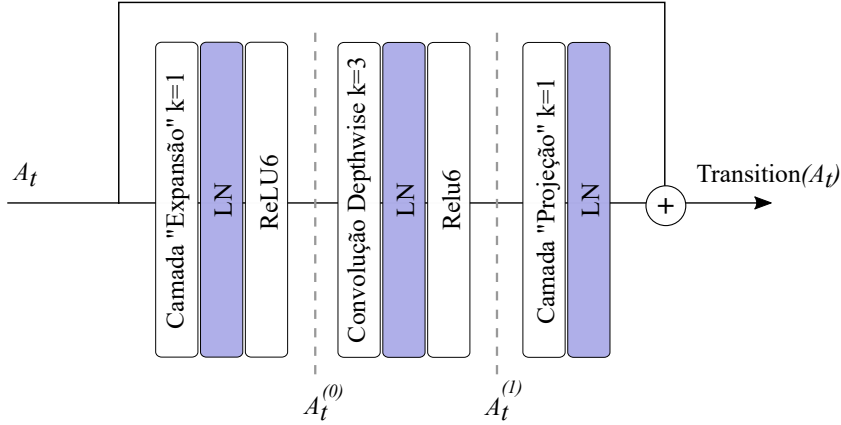 A_t
Camada "Expansão" k=1
LN
ReLU6
Convolução Depthwise k=3
LN
Relu6
Camada "Projeção" k=1
LN
+
Transition(A_t)
A_t^(0)
A_t^(1)